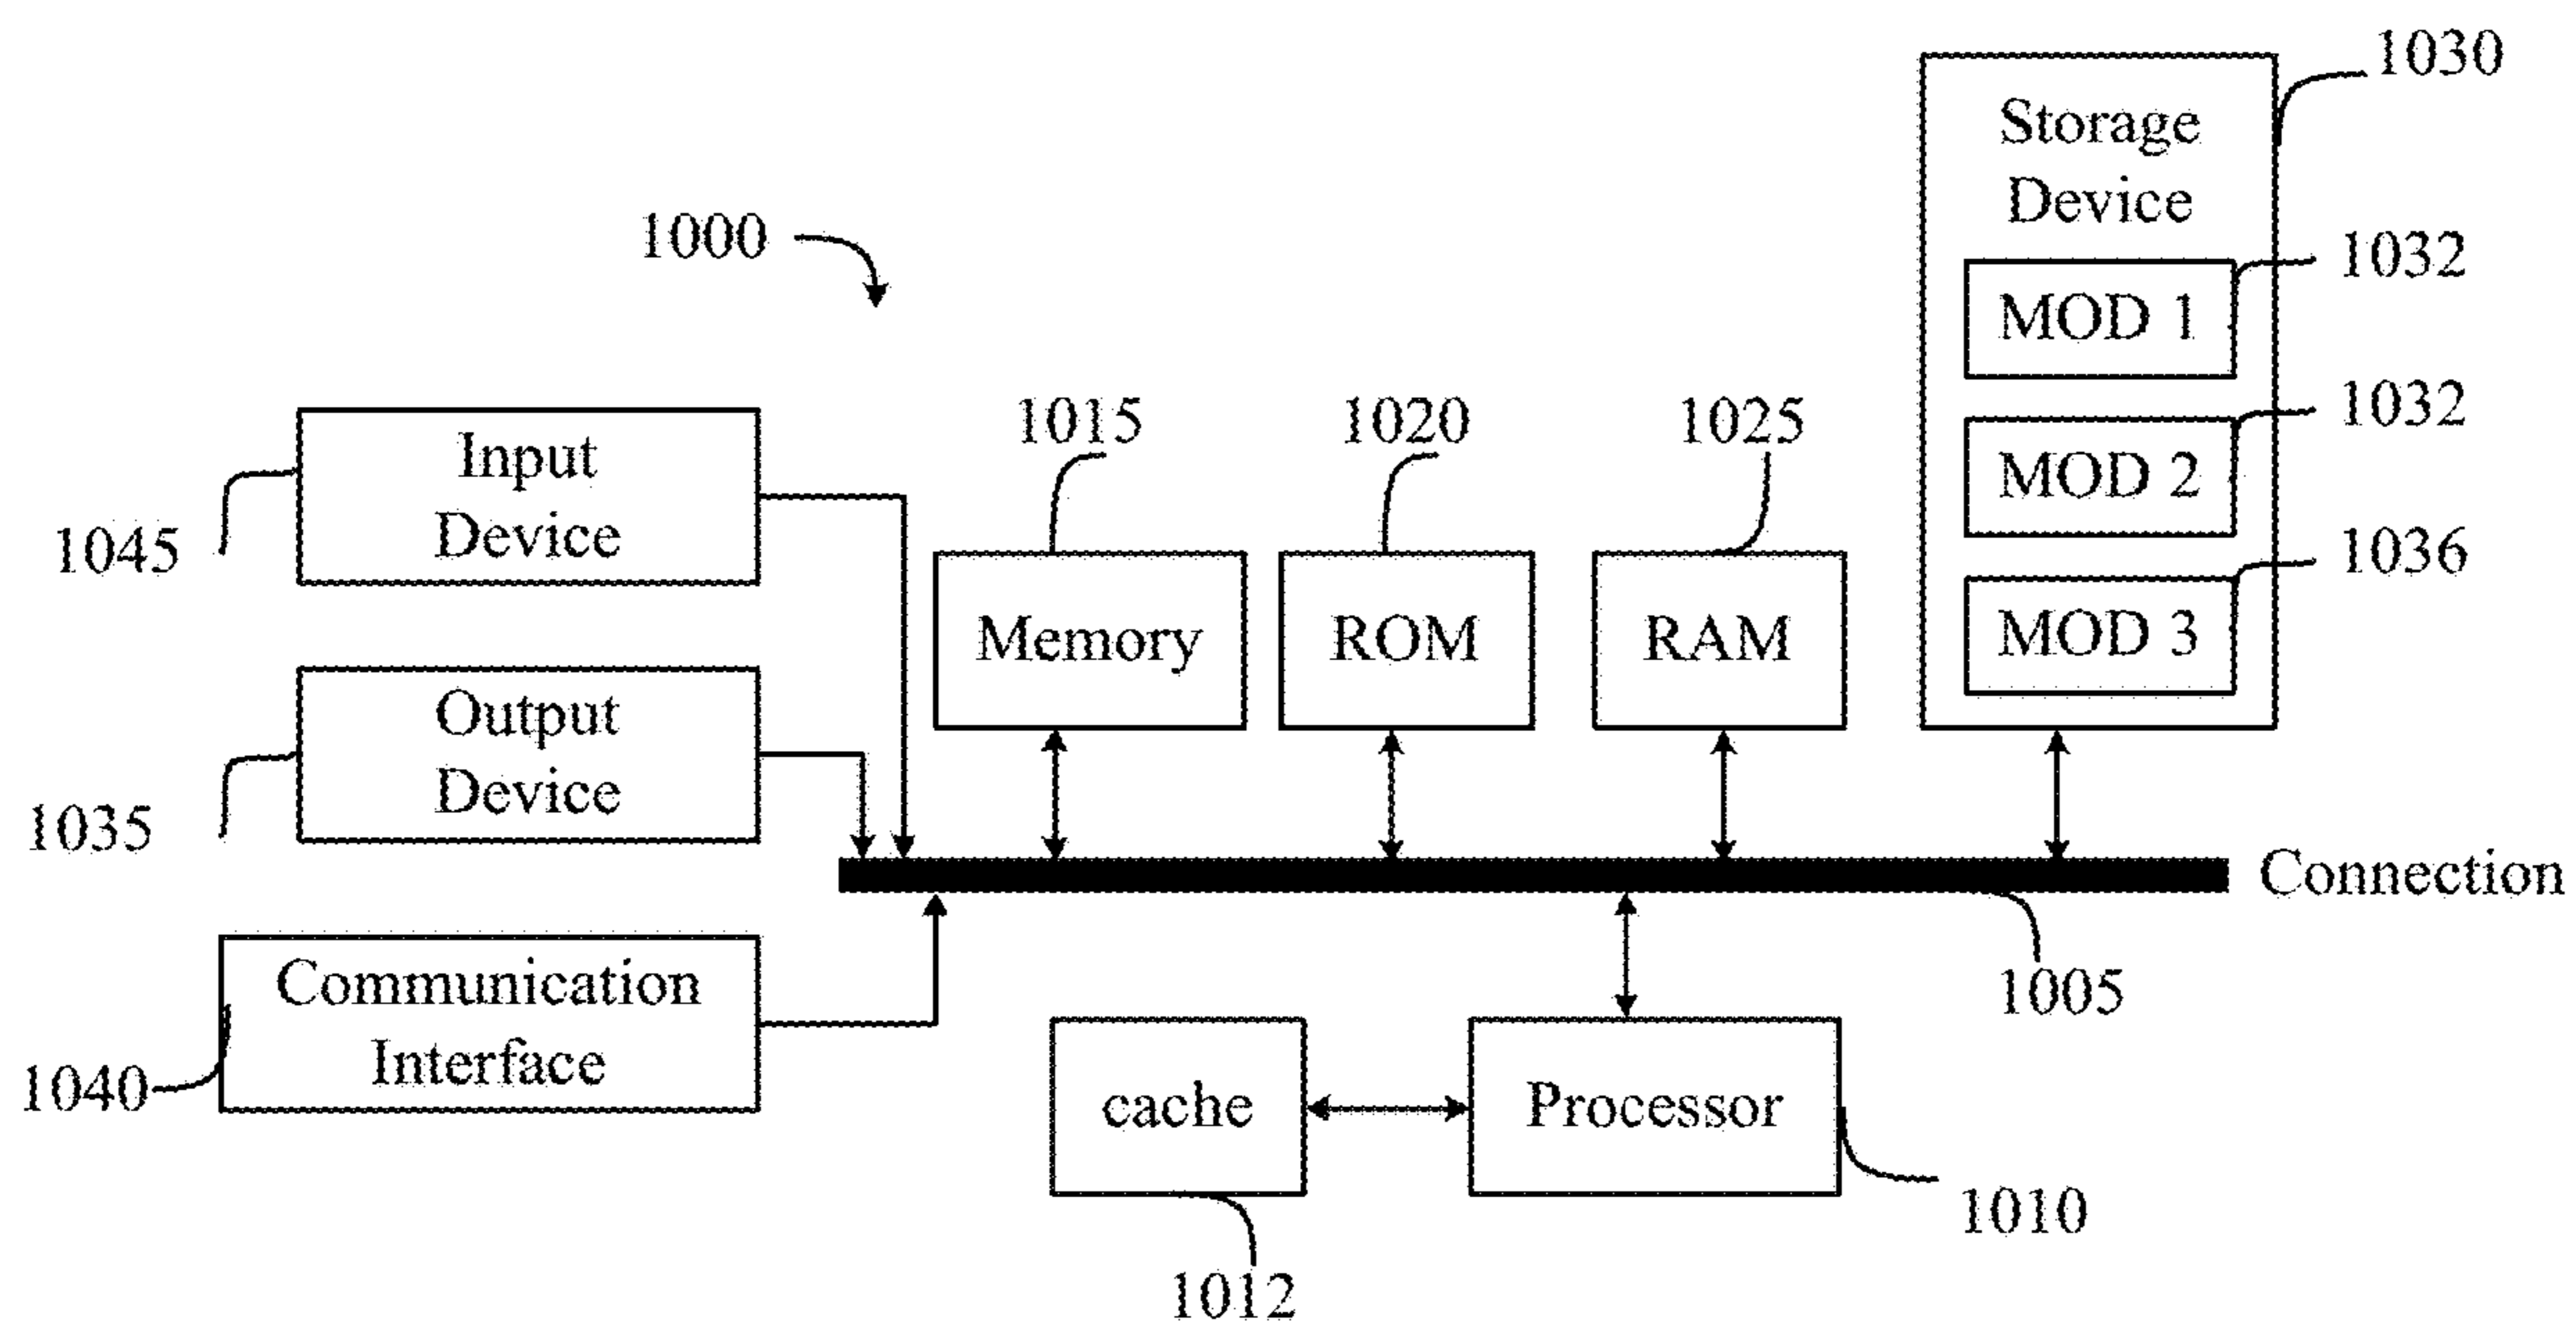 1030
Storage
Device
1000
1032
MOD 1
1015
1020
1025
1032
Input
Device
MOD 2
1045
1036
Memory
ROM
RAM
MOD 3
Output
Device
1035
Connection
Communication
Interface
1005
1040
cache
Processor
1010
1012